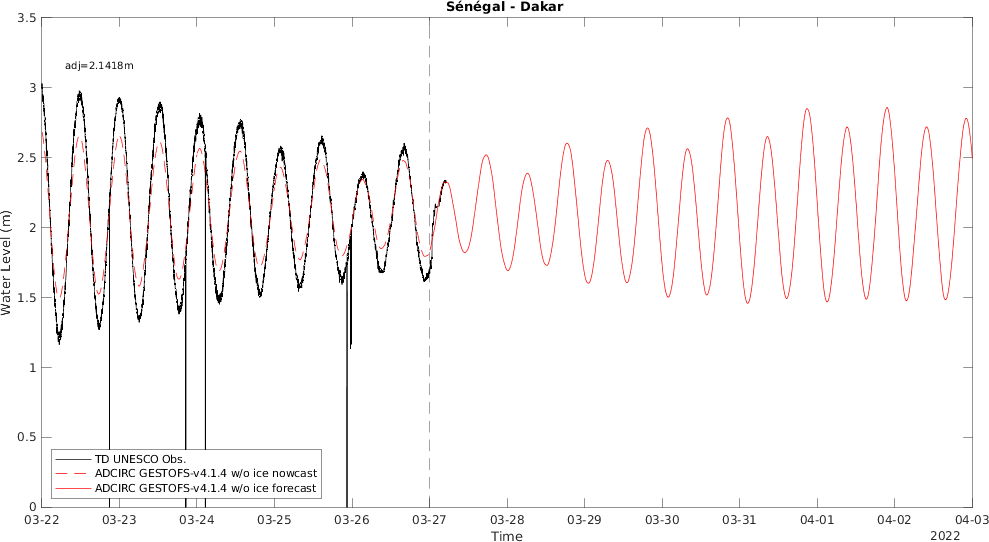 Sénégal - Dakar
adj=2.1418m
3.5
3
2.5
2
1.5
1
0.5
0
Water Level (m)
TD UNESCO Obs.
ADCIRC GESTOFS-v4.1.4 w/o ice nowcast
ADCIRC GESTOFS-v4.1.4 w/o ice forecast
03-22 03-23 03-24 03-25 03-26 03-27 03-28 03-29 03-30 03-31 04-01 04-02 04-03
Time
2022